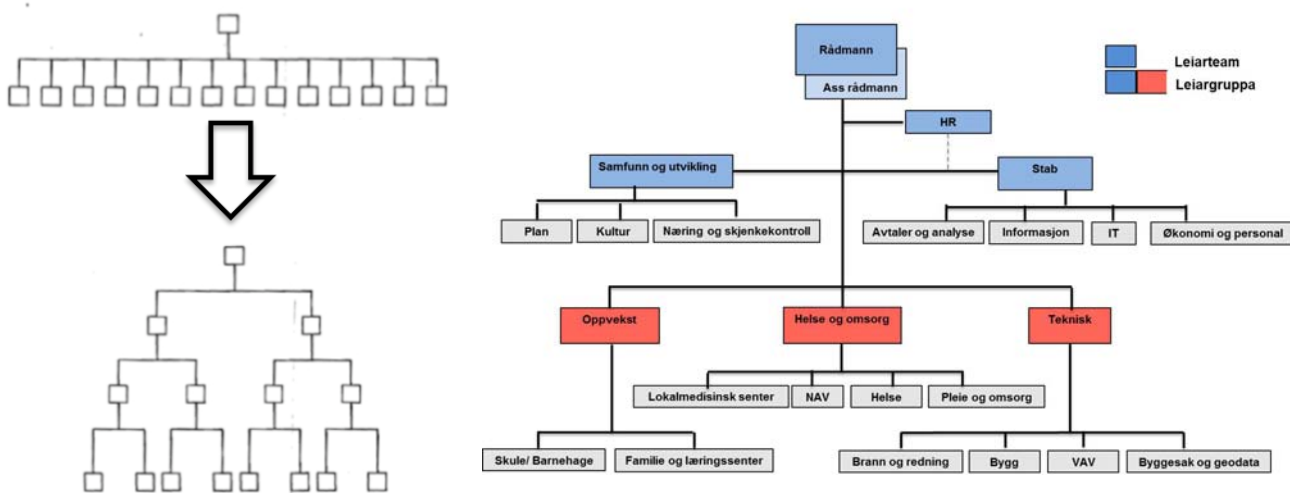 Rådmann
Ass rådmann
Leiarteam
Leiargruppa
HR
Samfunn og utvikling
Stab
Plan
Kultur
Næring og skjenkekontroll
Avtaler og analyse
Informasjon
IT
Økonomi og personal
Oppvekst
Helse og omsorg
Teknisk
Lokalmedisinsk senter
NAV
Helse
Pleie og omsorg
Skule/ Barnehage
Familie og læringssenter
Brann og redning
Bygg
VAV
Byggesak og geodata